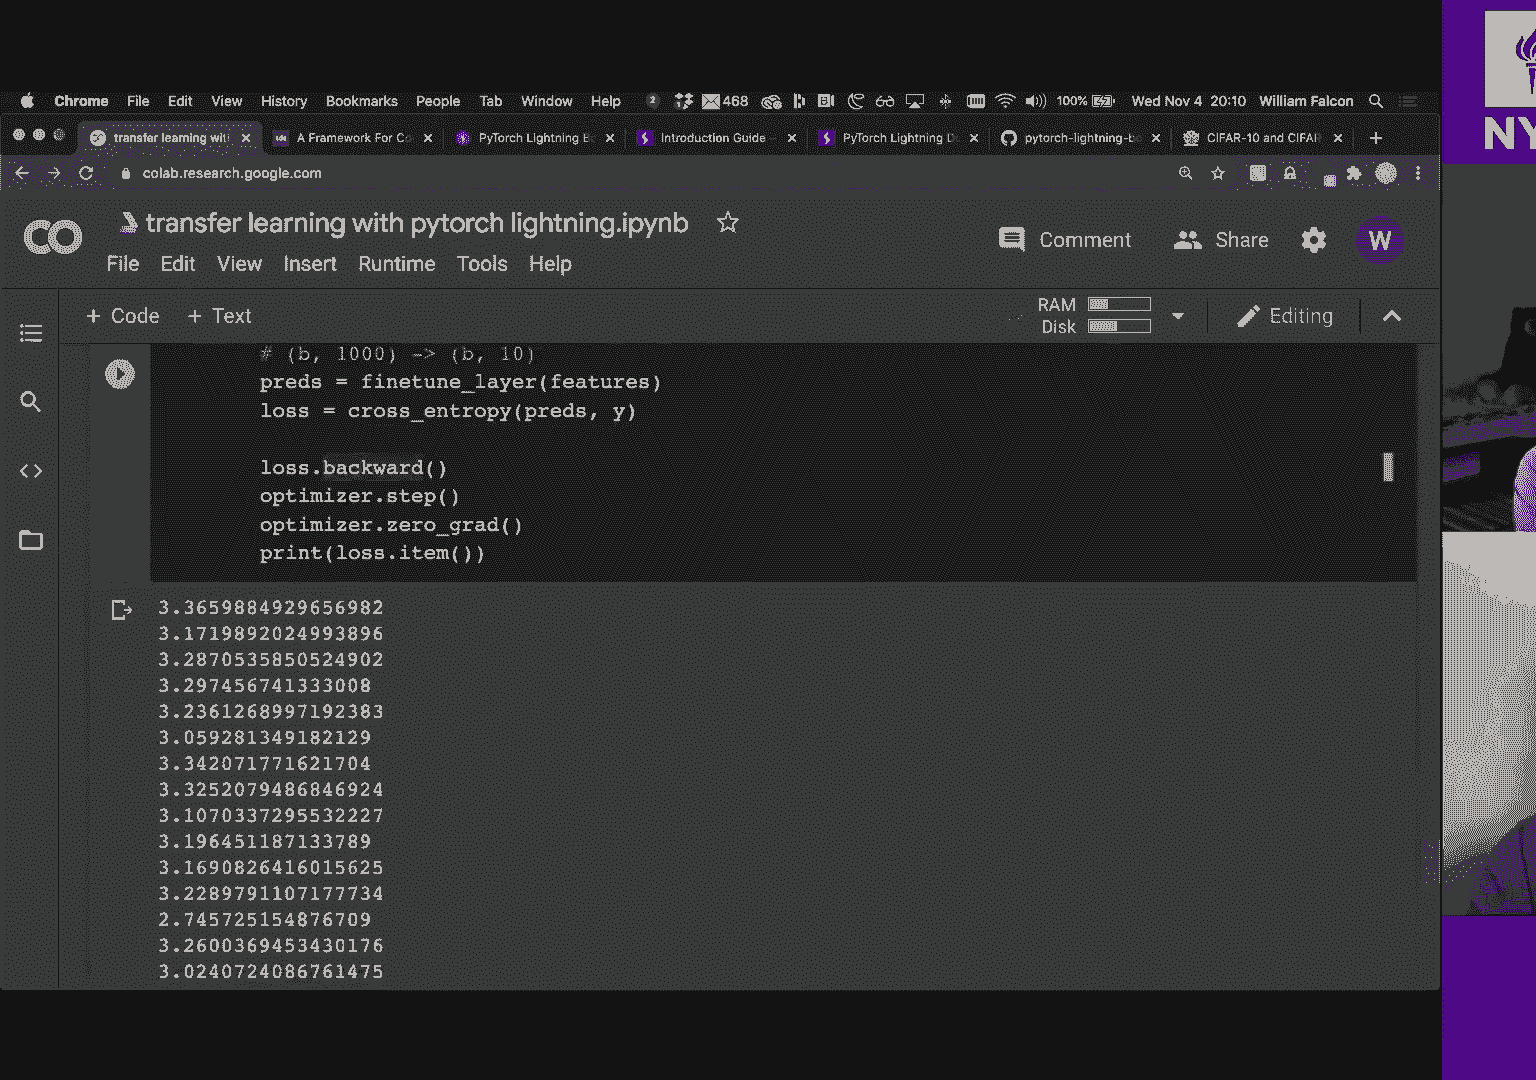 Chrome File Edit View History Bookmarks People Tab Window Help 2 468 100% Wed Nov 4 20:10 William Falcon
transfer learning wit A Framework For Co PyTorch Lightning B PyTorch Introduction Guide PyTorch Lightning D pytorch-lightning-b CIFAR-10 and CIFAR
colab.research.google.com
NY
CO transfer learning with pytorch lightning.ipynb
Comment Share W
File Edit View Insert Runtime Tools Help
+ Code + Text RAM Disk Editing
# (b, 1000) -> (b, 10)
preds = finetune_layer(features)
loss = cross_entropy(preds, y)
loss.backward()
optimizer.step()
optimizer.zero_grad()
print(loss.item())
3.3659884929656982
3.1719892024993896
3.2870535850524902
3.297456741333008
3.2361268997192383
3.059281349182129
3.342071771621704
3.3252079486846924
3.1070337295532227
3.196451187133789
3.1690826416015625
3.2289791107177734
2.745725154876709
3.2600369453430176
3.0240724086761475